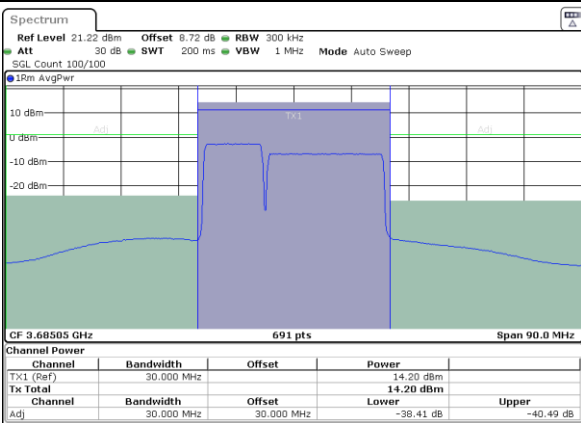 Spectrum
Ref Level 21.22 dBm Offset 8.72 dB RBW 300 kHz
Att 30 dB SWT 200 ms VBW 1 MHz Mode Auto Sweep
SGL Count 100/100
1Rm AvgPwr
10 dBm
TX1
Adj Adj
0 dBm
-10 dBm
-20 dBm
CF 3.68505 GHz 691 pts Span 90.0 MHz
Channel Power
Channel Bandwidth Offset Power
TX1 (Ref) 30.000 MHz 14.20 dBm
Tx Total 14.20 dBm
Channel Bandwidth Offset Lower Upper
Adj 30.000 MHz 30.000 MHz -38.41 dB -40.49 dB